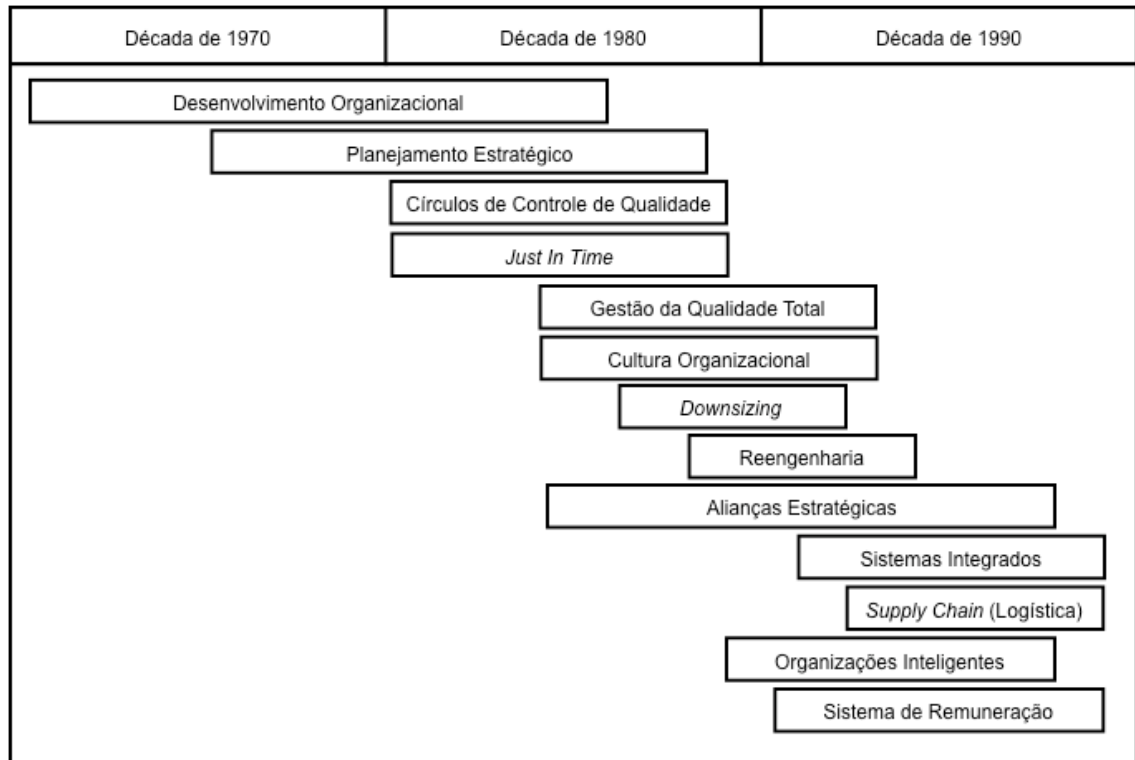 Década de 1970
Década de 1980
Década de 1990
Desenvolvimento Organizacional
Planejamento Estratégico
Círculos de Controle de Qualidade
Just In Time
Gestão da Qualidade Total
Cultura Organizacional
Downsizing
Reengenharia
Alianças Estratégicas
Sistemas Integrados
Supply Chain (Logística)
Organizações Inteligentes
Sistema de Remuneração